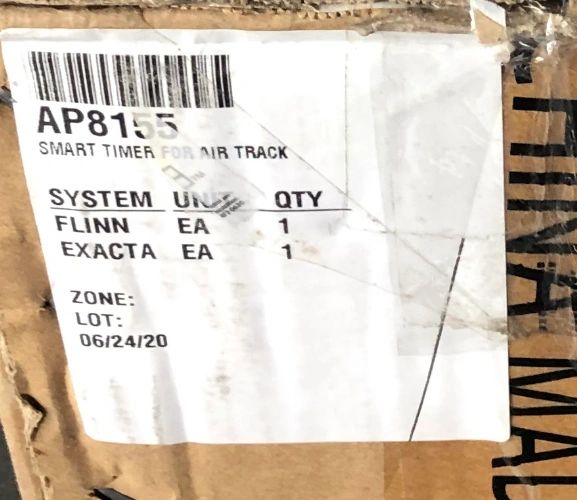 AP8155
SMART TIMER FOR AIR TRACK
SYSTEM UNIT QTY
FLINN EA 1
EXACTA EA 1
ZONE:
LOT:
06/24/20